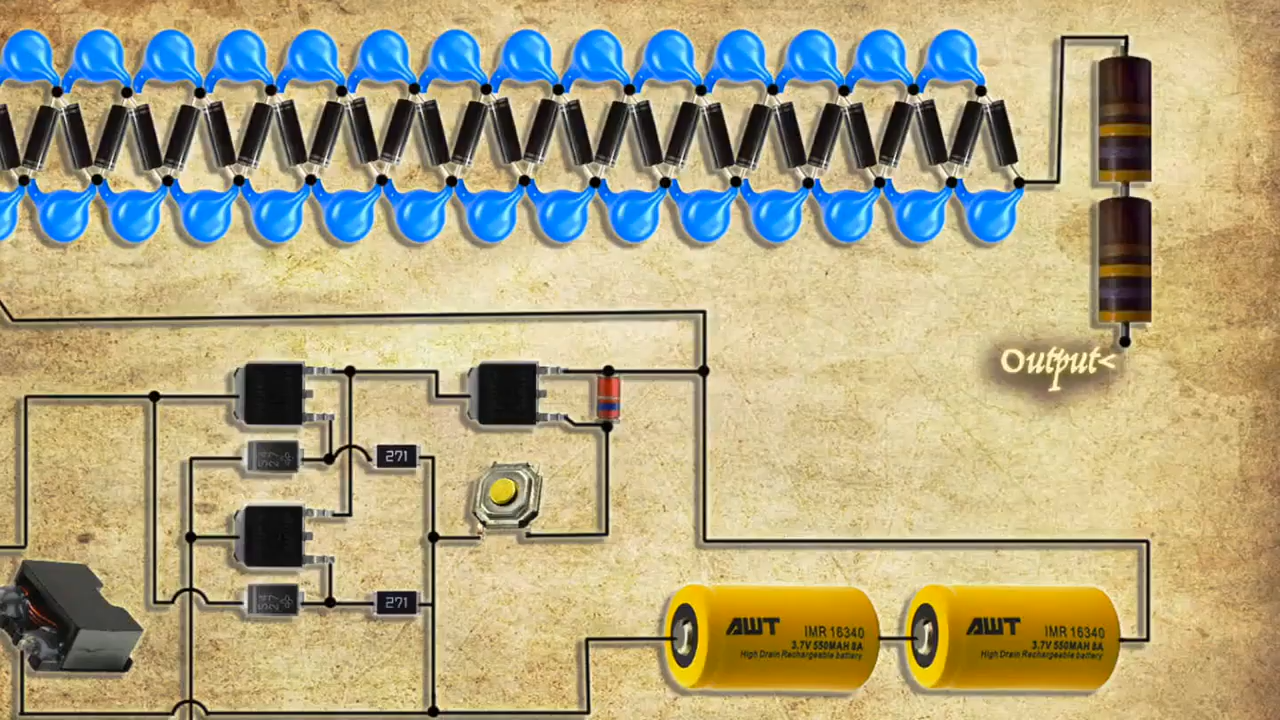 Output<
271
271
AWT
IMR 16340
3.7V 550MAH 8A
High Drain Rechargeable battery
AWT
IMR 16340
3.7V 550MAH 8A
High Drain Rechargeable battery